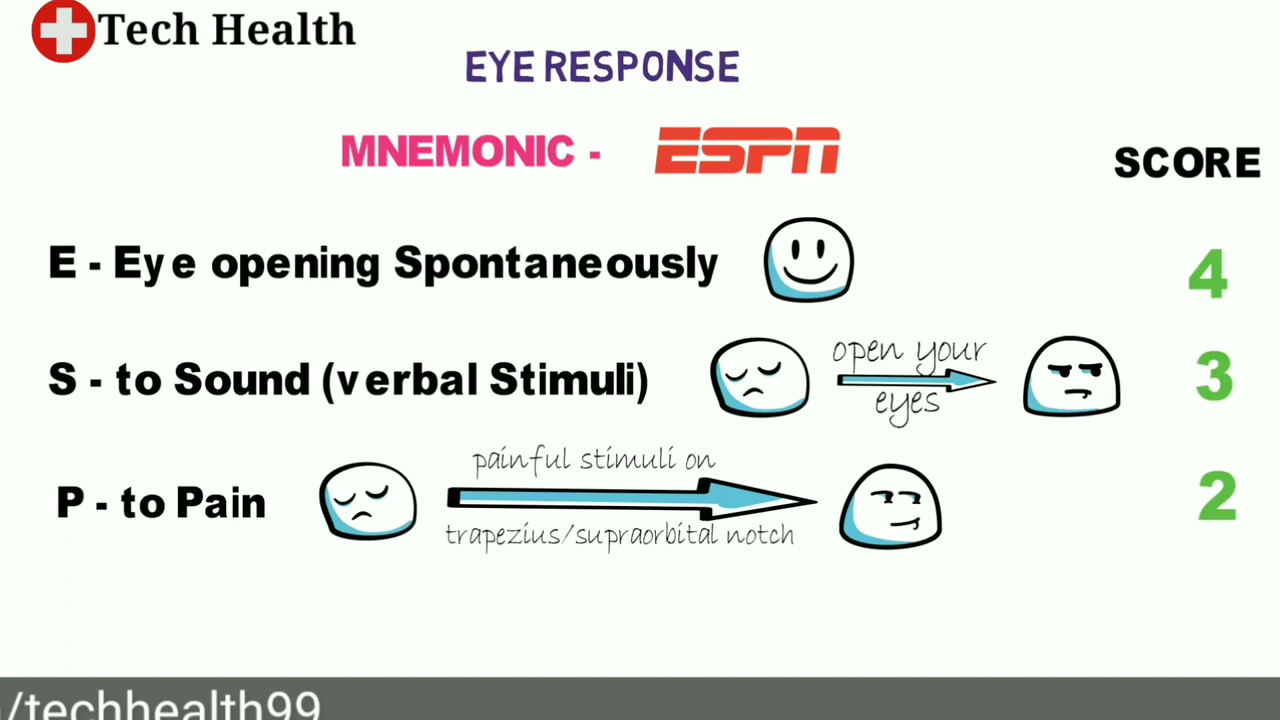 Tech Health
EYE RESPONSE
MNEMONIC - ESPN
SCORE
E - Eye opening Spontaneously 4
S - to Sound (verbal Stimuli) open your eyes 3
painful stimuli on
P - to Pain 2
trapezius/supraorbital notch
/techhealth99